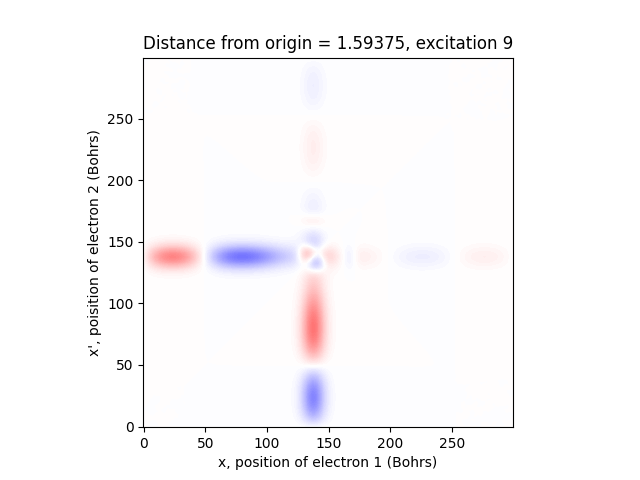 Distance from origin = 1.59375, excitation 9
x', poisition of electron 2 (Bohrs)
250
200
150
100
50
0
0 50 100 150 200 250
x, position of electron 1 (Bohrs)